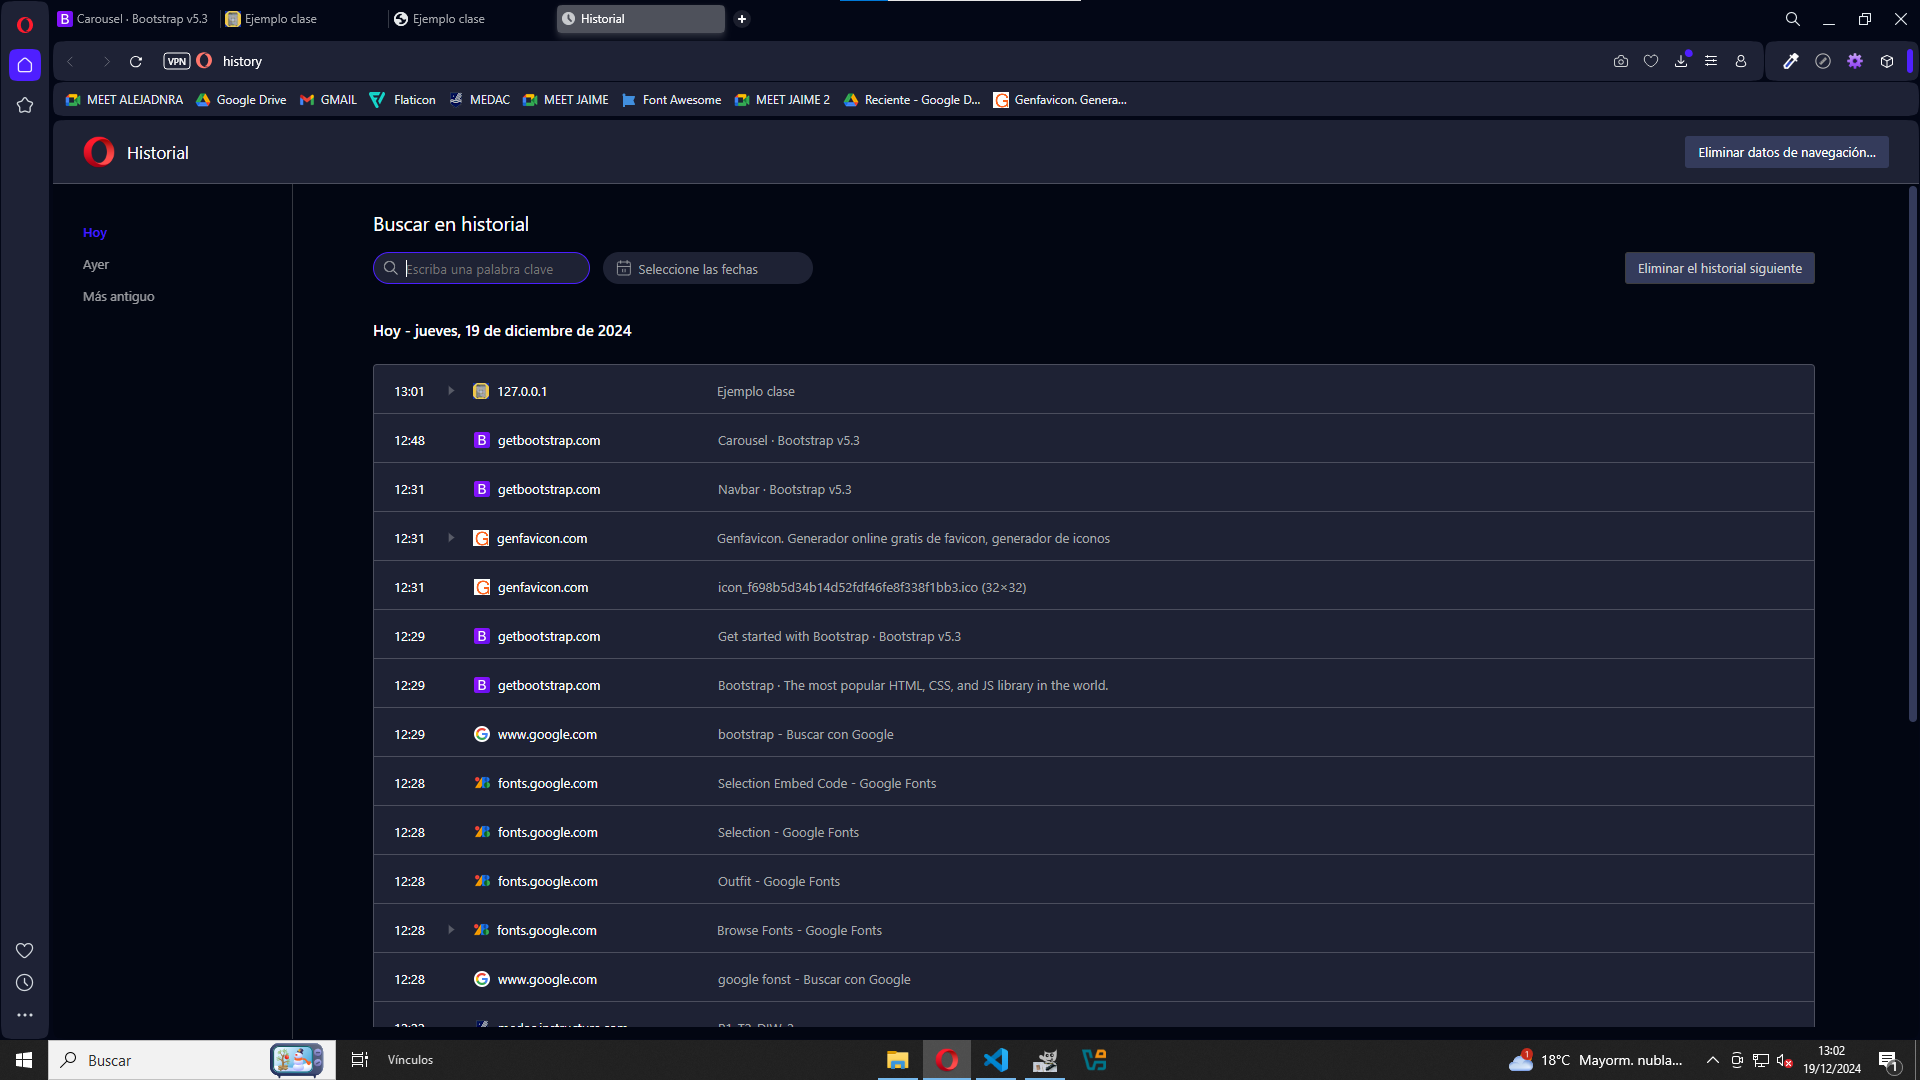 Carousel · Bootstrap v5.3
Ejemplo clase
Ejemplo clase
Historial
VPN
history
MEET ALEJADNRA
Google Drive
GMAIL
Flaticon
MEDAC
MEET JAIME
Font Awesome
MEET JAIME 2
Reciente - Google D...
Genfavicon. Genera...
Historial
Eliminar datos de navegación...
Hoy
Ayer
Más antiguo
Buscar en historial
Escriba una palabra clave
Seleccione las fechas
Eliminar el historial siguiente
Hoy - jueves, 19 de diciembre de 2024
13:01 127.0.0.1 Ejemplo clase
12:48 getbootstrap.com Carousel · Bootstrap v5.3
12:31 getbootstrap.com Navbar · Bootstrap v5.3
12:31 genfavicon.com Genfavicon. Generador online gratis de favicon, generador de iconos
12:31 genfavicon.com icon_f698b5d34b14d52fdf46fe8f338f1bb3.ico (32×32)
12:29 getbootstrap.com Get started with Bootstrap · Bootstrap v5.3
12:29 getbootstrap.com Bootstrap · The most popular HTML, CSS, and JS library in the world.
12:29 www.google.com bootstrap - Buscar con Google
12:28 fonts.google.com Selection Embed Code - Google Fonts
12:28 fonts.google.com Selection - Google Fonts
12:28 fonts.google.com Outfit - Google Fonts
12:28 fonts.google.com Browse Fonts - Google Fonts
12:28 www.google.com google fonst - Buscar con Google
Buscar
Vínculos
1
18°C Mayorm. nubla...
13:02
19/12/2024
1